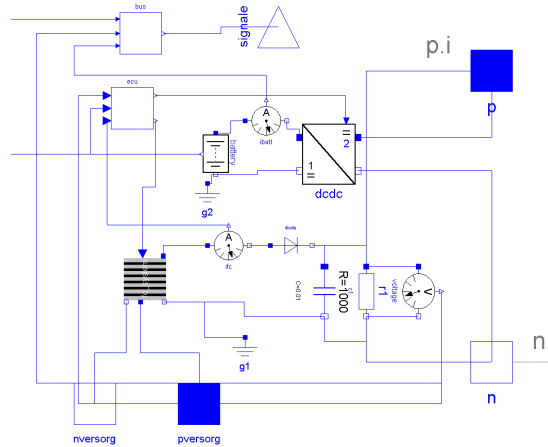 bus
signale
p.i
ecu
p
A
ibatt
battery
=
2
1
=
dcdc
g2
A
ifc
diode
C=0.01
R=1000
c1
r1
voltage
V
g1
n.
n
nversorg
pversorg